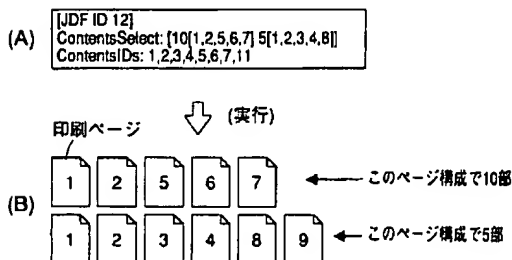 (A)
[JDF ID 12]
ContentsSelect: [10[1,2,5,6,7] 5[1,2,3,4,8]]
ContentsIDs: 1,2,3,4,5,6,7,11
(実行)
印刷ページ
(B)
1 2 5 6 7 このページ構成で10部
1 2 3 4 8 9 このページ構成で5部